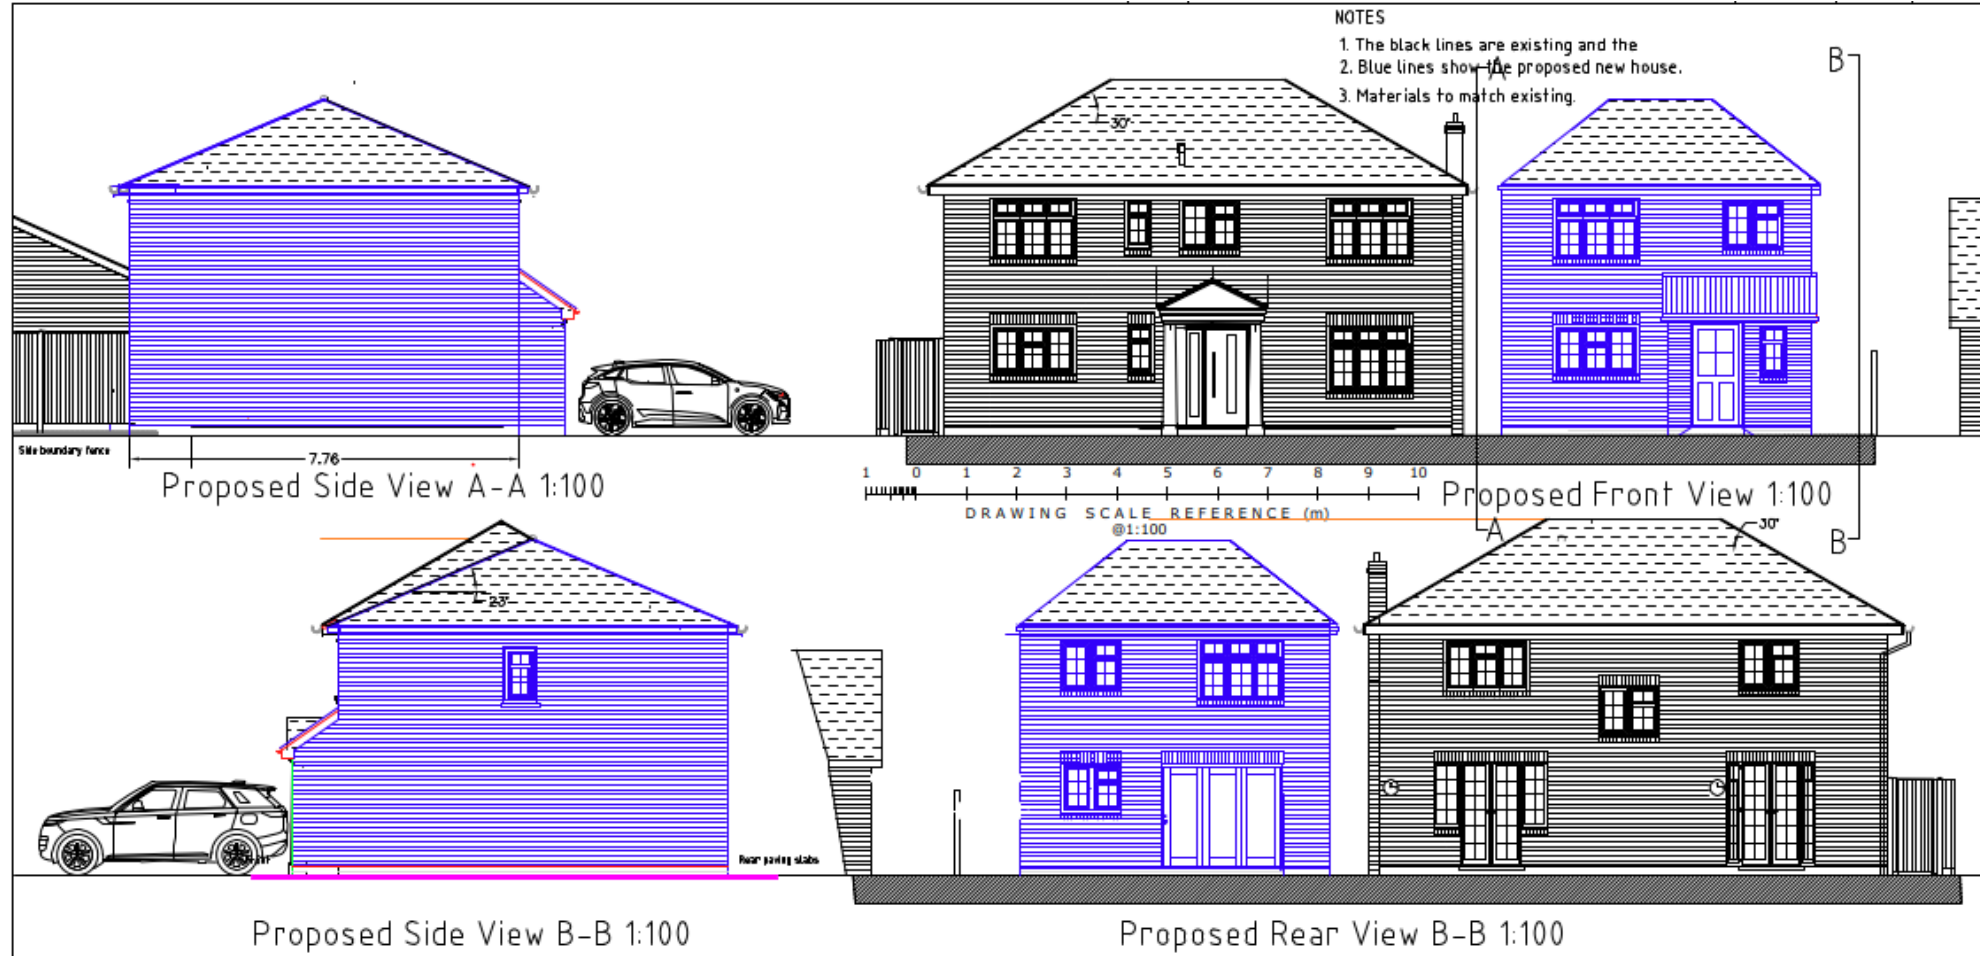 NOTES
1. The black lines are existing and the
2. Blue lines show the proposed new house.
3. Materials to match existing.
A
B
30°
Side boundary fence
7.76
Proposed Side View A-A 1:100
1 0 1 2 3 4 5 6 7 8 9 10
DRAWING SCALE REFERENCE (m)
@1:100
Proposed Front View 1:100
A
B
30°
23°
Rear paving slabs
Proposed Side View B-B 1:100
Proposed Rear View B-B 1:100